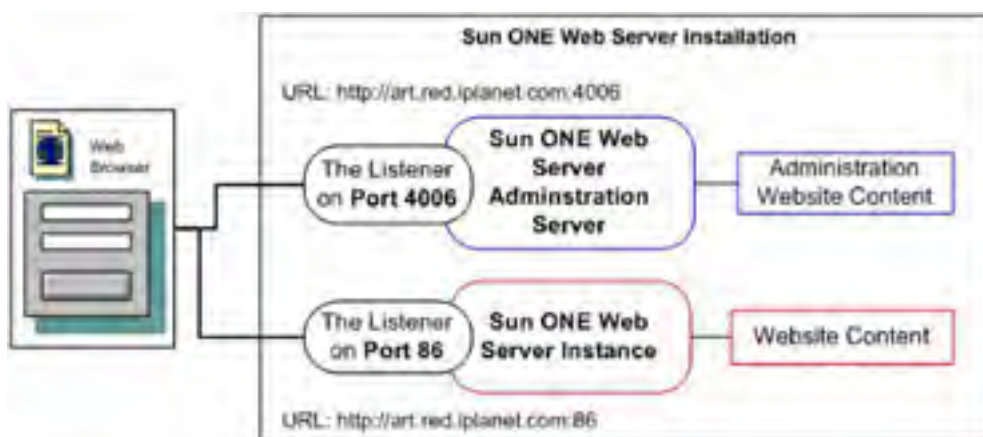 Sun ONE Web Server Installation
URL: http://art.red.iplanet.com:4006
Web
Browser
The Listener
on Port 4006
Sun ONE Web
Server
Adminstration
Server
Administration
Website Content
The Listener
on Port 86
Sun ONE Web
Server Instance
Website Content
URL: http://art.red.iplanet.com:86